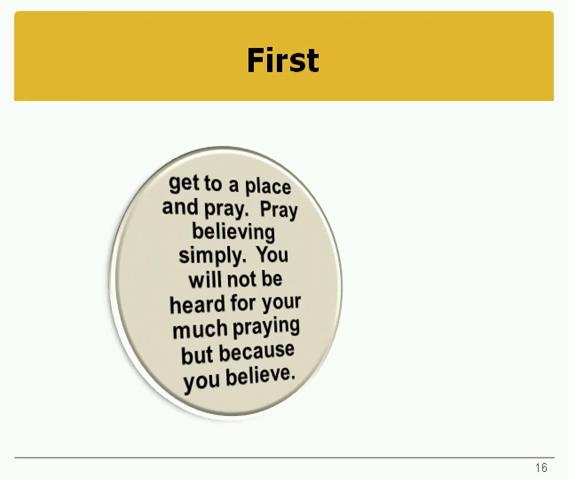 First
get to a place
and pray.  Pray
believing
simply.  You
will not be
heard for your
much praying
but because
you believe.
16